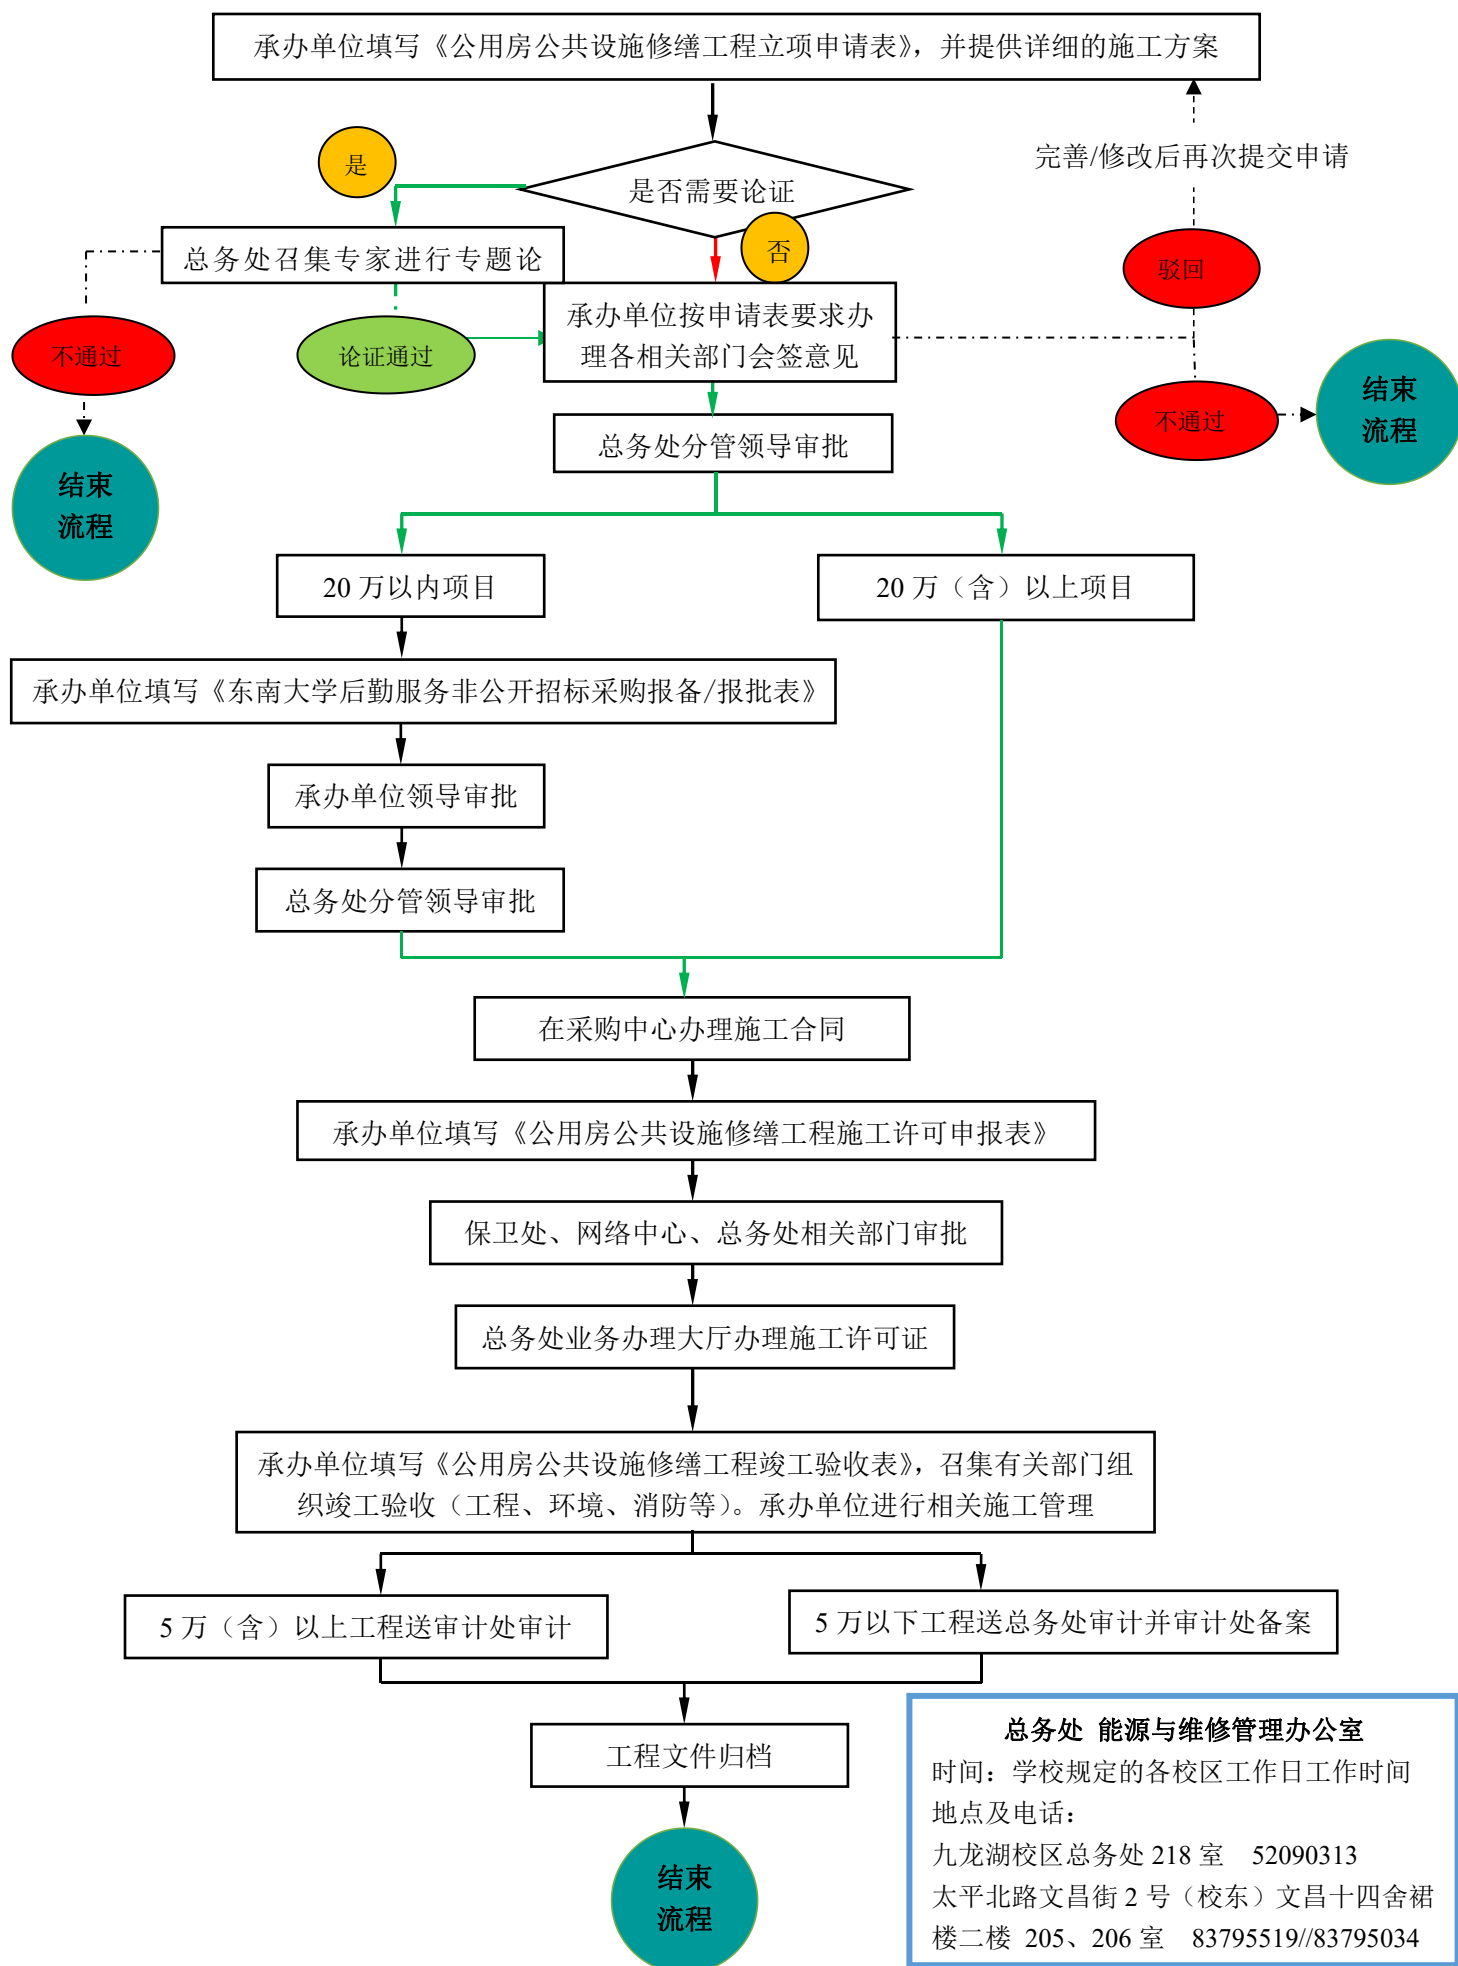 承办单位填写《公用房公共设施修缮工程立项申请表》，并提供详细的施工方案
完善/修改后再次提交申请
是
是否需要论证
否
总务处召集专家进行专题论
驳回
承办单位按申请表要求办
理各相关部门会签意见
不通过
论证通过
不通过
结束
流程
总务处分管领导审批
结束
流程
20 万以内项目
20 万（含）以上项目
承办单位填写《东南大学后勤服务非公开招标采购报备/报批表》
承办单位领导审批
总务处分管领导审批
在采购中心办理施工合同
承办单位填写《公用房公共设施修缮工程施工许可申报表》
保卫处、网络中心、总务处相关部门审批
总务处业务办理大厅办理施工许可证
承办单位填写《公用房公共设施修缮工程竣工验收表》，召集有关部门组
织竣工验收（工程、环境、消防等）。承办单位进行相关施工管理
5 万（含）以上工程送审计处审计
5 万以下工程送总务处审计并审计处备案
工程文件归档
结束
流程
总务处 能源与维修管理办公室
时间：学校规定的各校区工作日工作时间
地点及电话：
九龙湖校区总务处 218 室 52090313
太平北路文昌街 2 号（校东）文昌十四舍裙
楼二楼 205、206 室 83795519//83795034